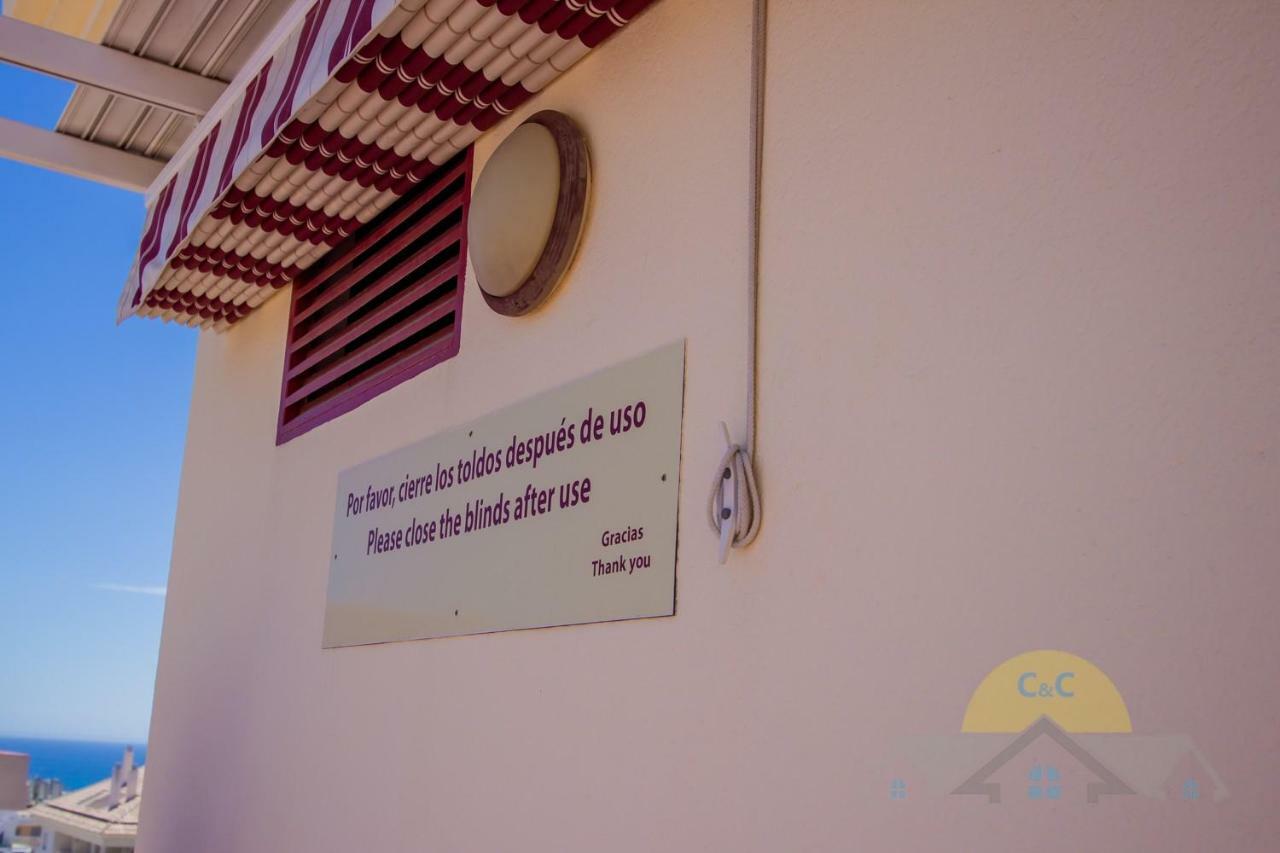 Por favor, cierre los toldos después de uso
Please close the blinds after use
Gracias
Thank you
C&C